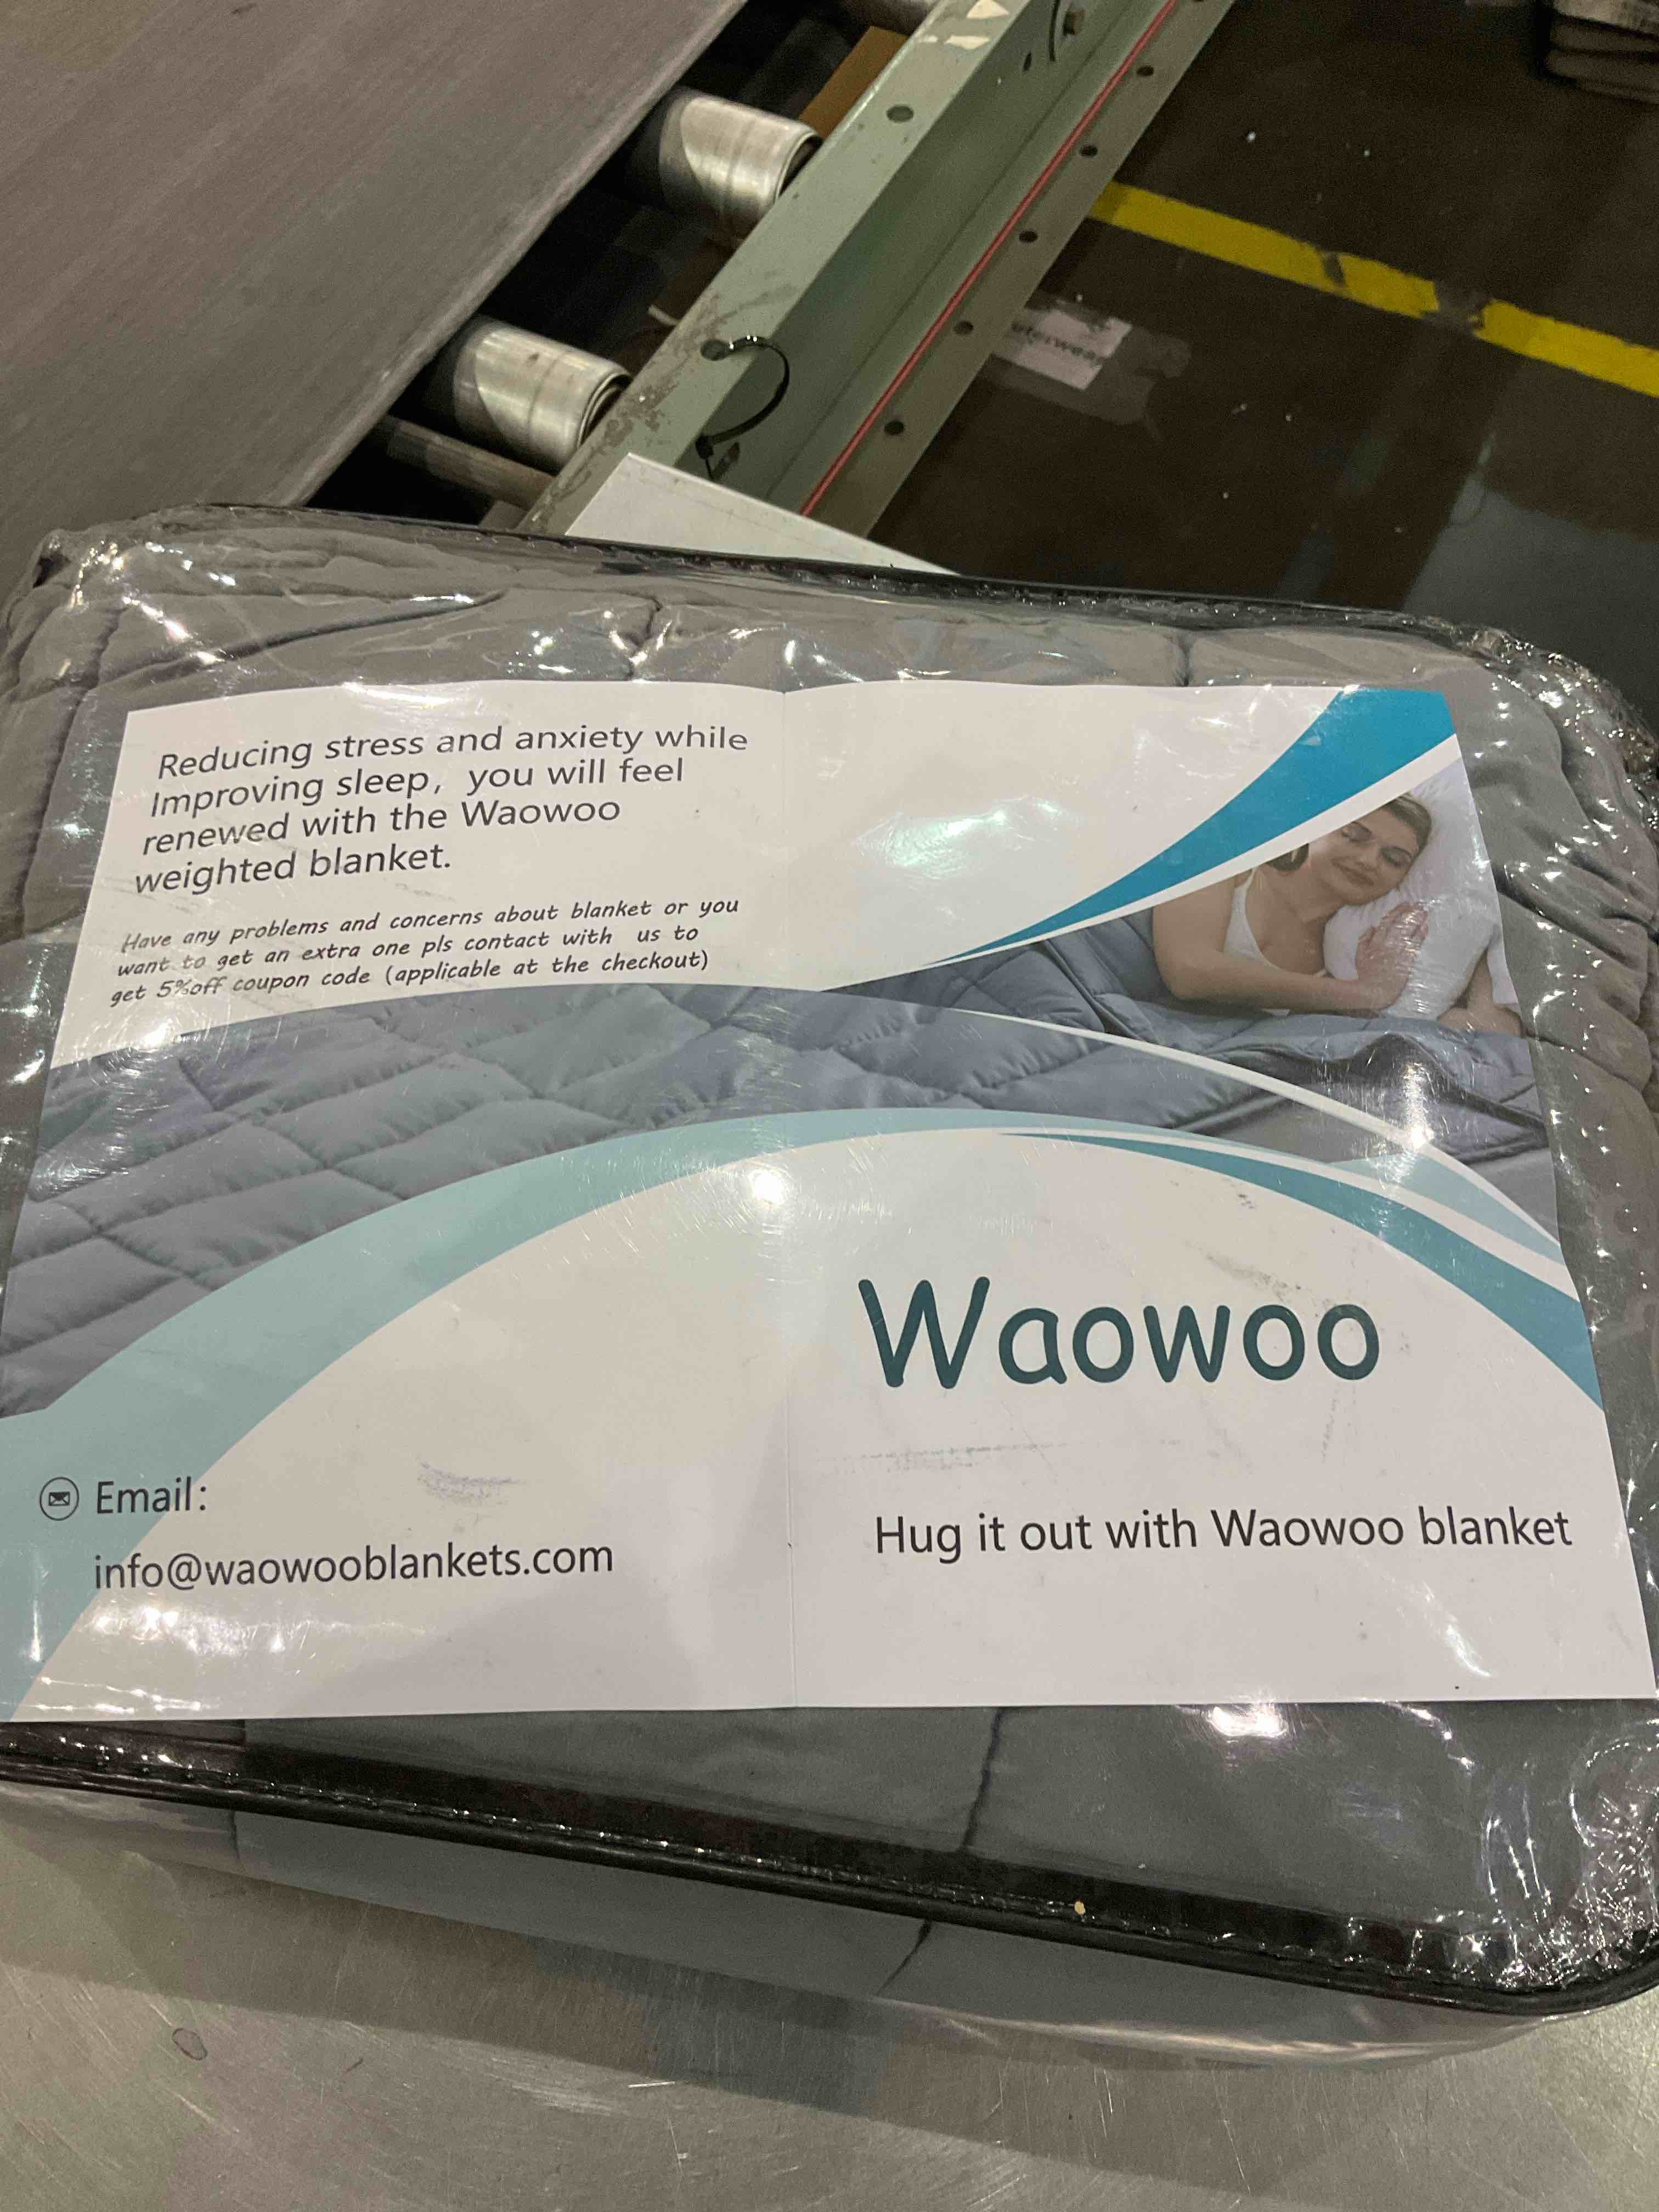 Reducing stress and anxiety while
Improving sleep, you will feel
renewed with the Waowoo
weighted blanket.
Have any problems and concerns about blanket or you
want to get an extra one pls contact with us to
get 5%off coupon code (applicable at the checkout)
Waowoo
Email:
info@waowooblankets.com
Hug it out with Waowoo blanket